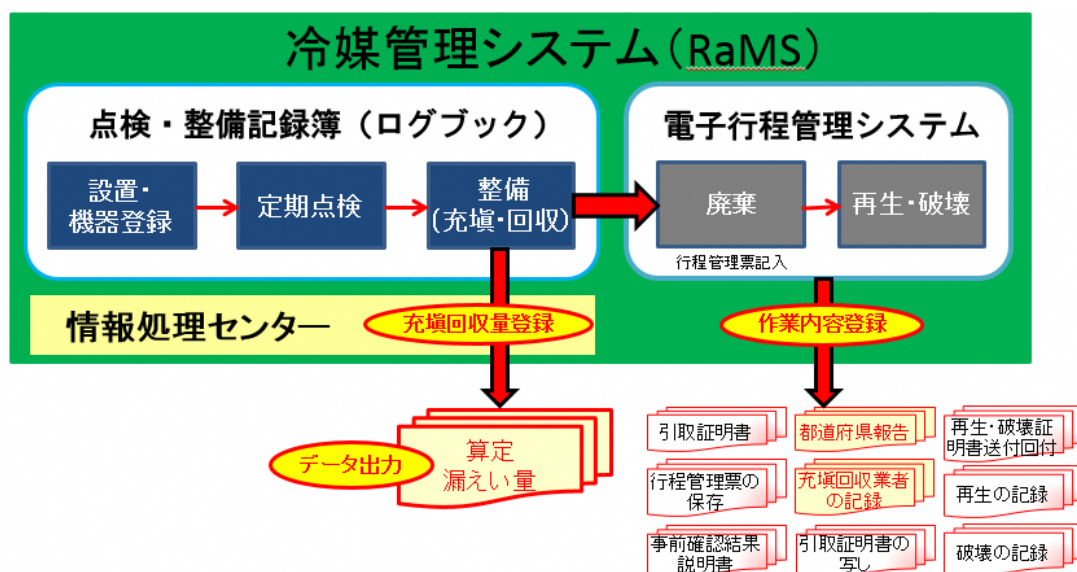 冷媒管理システム（RaMS）
点検・整備記録簿（ログブック）
設置・
機器登録
定期点検
整備
(充塡・回収)
電子行程管理システム
廃棄
再生・破壊
行程管理票記入
情報処理センター
充塡回収量登録
作業内容登録
データ出力
算定
漏えい量
引取証明書
都道府県報告
再生・破壊証
明書送付回付
行程管理票の
保存
充塡回収業者
の記録
再生の記録
事前確認結果
説明書
引取証明書の
写し
破壊の記録